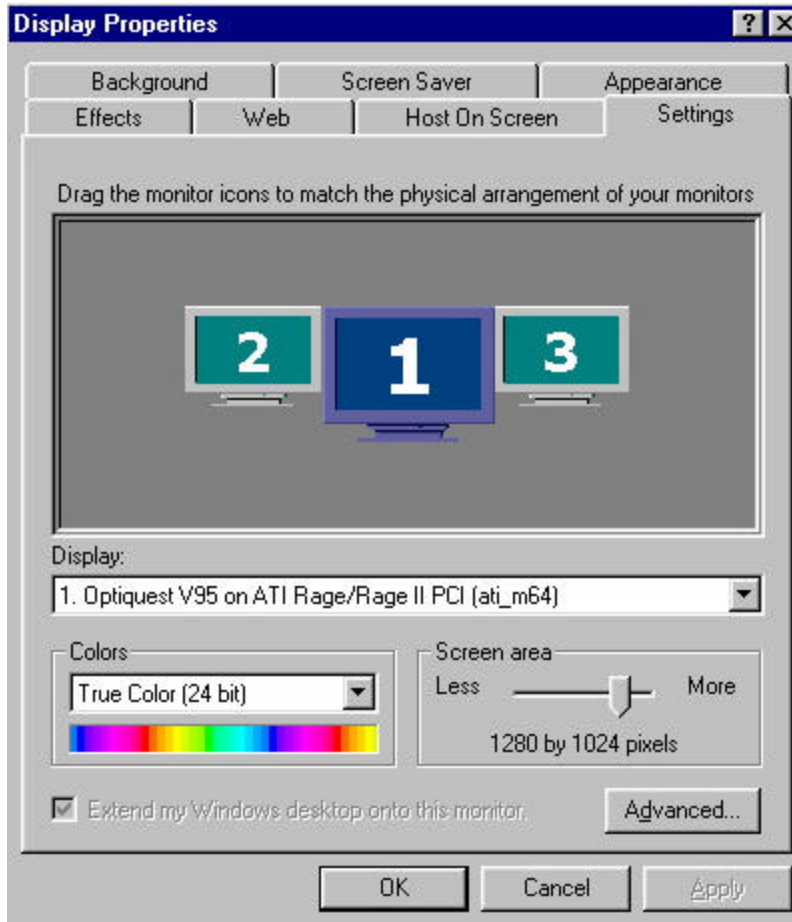 Display Properties
Background Screen Saver Appearance
Effects Web Host On Screen Settings
Drag the monitor icons to match the physical arrangement of your monitors
2 1 3
Display:
1. Optiquest V95 on ATI Rage/Rage II PCI (ati_m64)
Colors Screen area
True Color (24 bit) Less More
1280 by 1024 pixels
Extend my Windows desktop onto this monitor. Advanced...
OK Cancel Apply